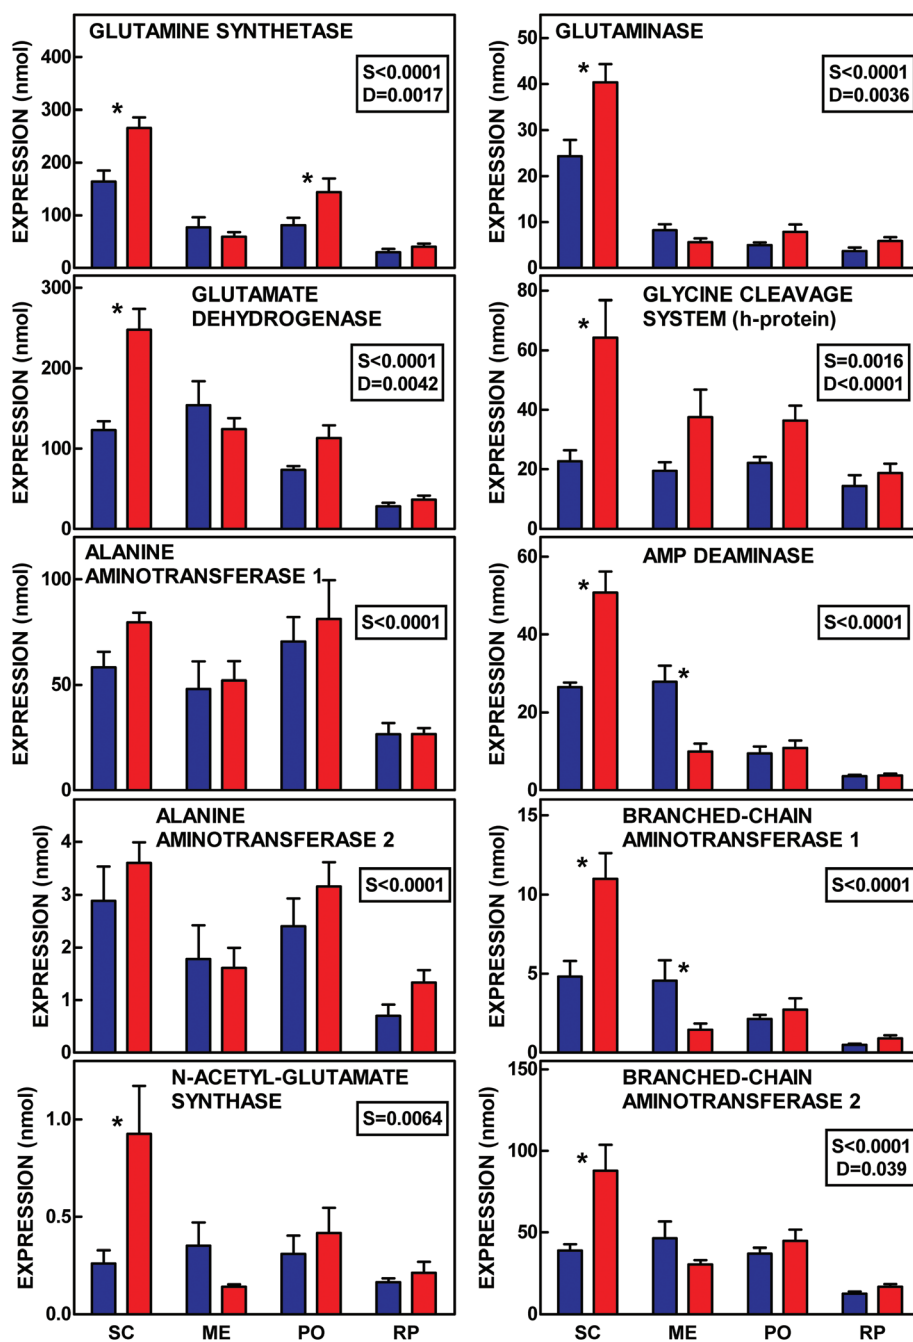 GLUTAMINE SYNTHETASE
EXPRESSION (nmol)
400
300
200
100
0
S<0.0001
D=0.0017
*
*
GLUTAMINASE
EXPRESSION (nmol)
50
40
30
20
10
0
S<0.0001
D=0.0036
*
GLUTAMATE
DEHYDROGENASE
EXPRESSION (nmol)
300
200
100
0
S<0.0001
D=0.0042
*
GLYCINE CLEAVAGE
SYSTEM (h-protein)
EXPRESSION (nmol)
80
60
40
20
0
S=0.0016
D<0.0001
*
ALANINE
AMINOTRANSFERASE 1
EXPRESSION (nmol)
100
50
0
S<0.0001
AMP DEAMINASE
EXPRESSION (nmol)
60
40
20
0
S<0.0001
*
*
ALANINE
AMINOTRANSFERASE 2
EXPRESSION (nmol)
4
3
2
1
0
S<0.0001
BRANCHED-CHAIN
AMINOTRANSFERASE 1
EXPRESSION (nmol)
15
10
5
0
S<0.0001
*
*
N-ACETYL-GLUTAMATE
SYNTHASE
EXPRESSION (nmol)
1.0
0.5
0.0
S=0.0064
*
SC ME PO RP
BRANCHED-CHAIN
AMINOTRANSFERASE 2
EXPRESSION (nmol)
150
100
50
0
S<0.0001
D=0.039
*
SC ME PO RP